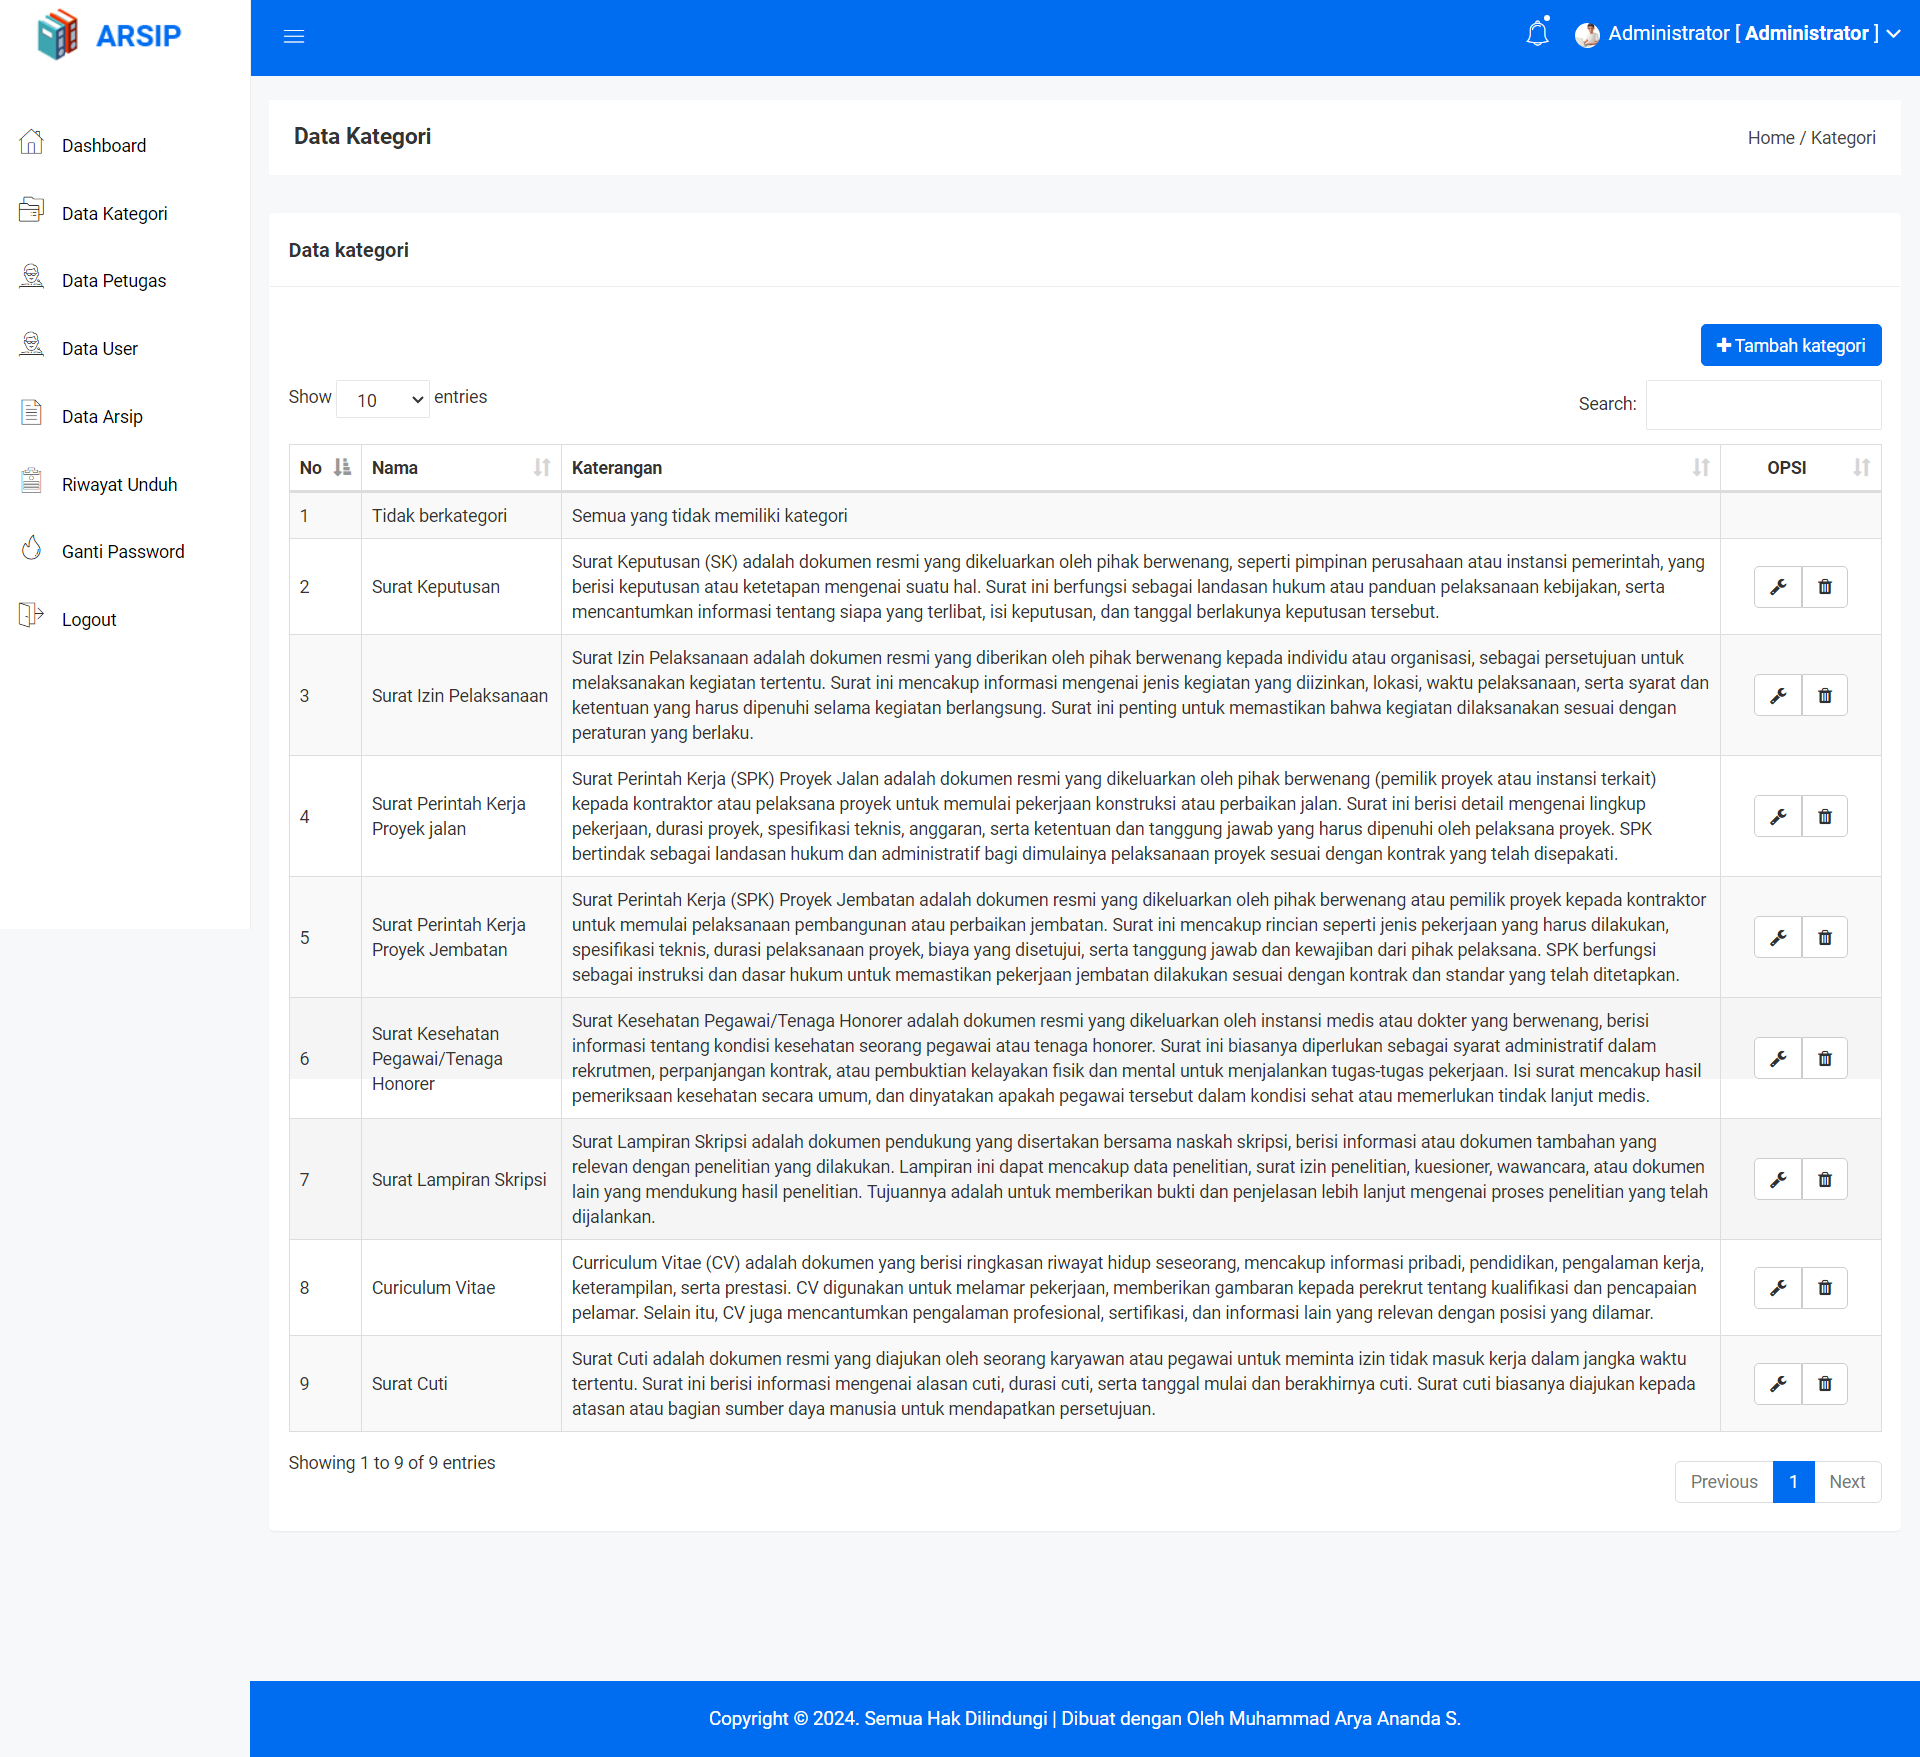 ARSIP
Administrator [ Administrator ]
Dashboard
Data Kategori
Data Petugas
Data User
Data Arsip
Riwayat Unduh
Ganti Password
Logout
Data Kategori
Home / Kategori
Data kategori
Tambah kategori
Show 10 entries
Search:
No Nama Katerangan OPSI
1 Tidak berkategori Semua yang tidak memiliki kategori
2 Surat Keputusan
Surat Keputusan (SK) adalah dokumen resmi yang dikeluarkan oleh pihak berwenang, seperti pimpinan perusahaan atau instansi pemerintah, yang
berisi keputusan atau ketetapan mengenai suatu hal. Surat ini berfungsi sebagai landasan hukum atau panduan pelaksanaan kebijakan, serta
mencantumkan informasi tentang siapa yang terlibat, isi keputusan, dan tanggal berlakunya keputusan tersebut.
3 Surat Izin Pelaksanaan
Surat Izin Pelaksanaan adalah dokumen resmi yang diberikan oleh pihak berwenang kepada individu atau organisasi, sebagai persetujuan untuk
melaksanakan kegiatan tertentu. Surat ini mencakup informasi mengenai jenis kegiatan yang diizinkan, lokasi, waktu pelaksanaan, serta syarat dan
ketentuan yang harus dipenuhi selama kegiatan berlangsung. Surat ini penting untuk memastikan bahwa kegiatan dilaksanakan sesuai dengan
peraturan yang berlaku.
4 Surat Perintah Kerja
Proyek jalan
Surat Perintah Kerja (SPK) Proyek Jalan adalah dokumen resmi yang dikeluarkan oleh pihak berwenang (pemilik proyek atau instansi terkait)
kepada kontraktor atau pelaksana proyek untuk memulai pekerjaan konstruksi atau perbaikan jalan. Surat ini berisi detail mengenai lingkup
pekerjaan, durasi proyek, spesifikasi teknis, anggaran, serta ketentuan dan tanggung jawab yang harus dipenuhi oleh pelaksana proyek. SPK
bertindak sebagai landasan hukum dan administratif bagi dimulainya pelaksanaan proyek sesuai dengan kontrak yang telah disepakati.
5 Surat Perintah Kerja
Proyek Jembatan
Surat Perintah Kerja (SPK) Proyek Jembatan adalah dokumen resmi yang dikeluarkan oleh pihak berwenang atau pemilik proyek kepada kontraktor
untuk memulai pelaksanaan pembangunan atau perbaikan jembatan. Surat ini mencakup rincian seperti jenis pekerjaan yang harus dilakukan,
spesifikasi teknis, durasi pelaksanaan proyek, biaya yang disetujui, serta tanggung jawab dan kewajiban dari pihak pelaksana. SPK berfungsi
sebagai instruksi dan dasar hukum untuk memastikan pekerjaan jembatan dilakukan sesuai dengan kontrak dan standar yang telah ditetapkan.
6 Surat Kesehatan
Pegawai/Tenaga
Honorer
Surat Kesehatan Pegawai/Tenaga Honorer adalah dokumen resmi yang dikeluarkan oleh instansi medis atau dokter yang berwenang, berisi
informasi tentang kondisi kesehatan seorang pegawai atau tenaga honorer. Surat ini biasanya diperlukan sebagai syarat administratif dalam
rekrutmen, perpanjangan kontrak, atau pembuktian kelayakan fisik dan mental untuk menjalankan tugas-tugas pekerjaan. Isi surat mencakup hasil
pemeriksaan kesehatan secara umum, dan dinyatakan apakah pegawai tersebut dalam kondisi sehat atau memerlukan tindak lanjut medis.
7 Surat Lampiran Skripsi
Surat Lampiran Skripsi adalah dokumen pendukung yang disertakan bersama naskah skripsi, berisi informasi atau dokumen tambahan yang
relevan dengan penelitian yang dilakukan. Lampiran ini dapat mencakup data penelitian, surat izin penelitian, kuesioner, wawancara, atau dokumen
lain yang mendukung hasil penelitian. Tujuannya adalah untuk memberikan bukti dan penjelasan lebih lanjut mengenai proses penelitian yang telah
dijalankan.
8 Curiculum Vitae
Curriculum Vitae (CV) adalah dokumen yang berisi ringkasan riwayat hidup seseorang, mencakup informasi pribadi, pendidikan, pengalaman kerja,
keterampilan, serta prestasi. CV digunakan untuk melamar pekerjaan, memberikan gambaran kepada perekrut tentang kualifikasi dan pencapaian
pelamar. Selain itu, CV juga mencantumkan pengalaman profesional, sertifikasi, dan informasi lain yang relevan dengan posisi yang dilamar.
9 Surat Cuti
Surat Cuti adalah dokumen resmi yang diajukan oleh seorang karyawan atau pegawai untuk meminta izin tidak masuk kerja dalam jangka waktu
tertentu. Surat ini berisi informasi mengenai alasan cuti, durasi cuti, serta tanggal mulai dan berakhirnya cuti. Surat cuti biasanya diajukan kepada
atasan atau bagian sumber daya manusia untuk mendapatkan persetujuan.
Showing 1 to 9 of 9 entries
Previous 1 Next
Copyright © 2024. Semua Hak Dilindungi | Dibuat dengan Oleh Muhammad Arya Ananda S.